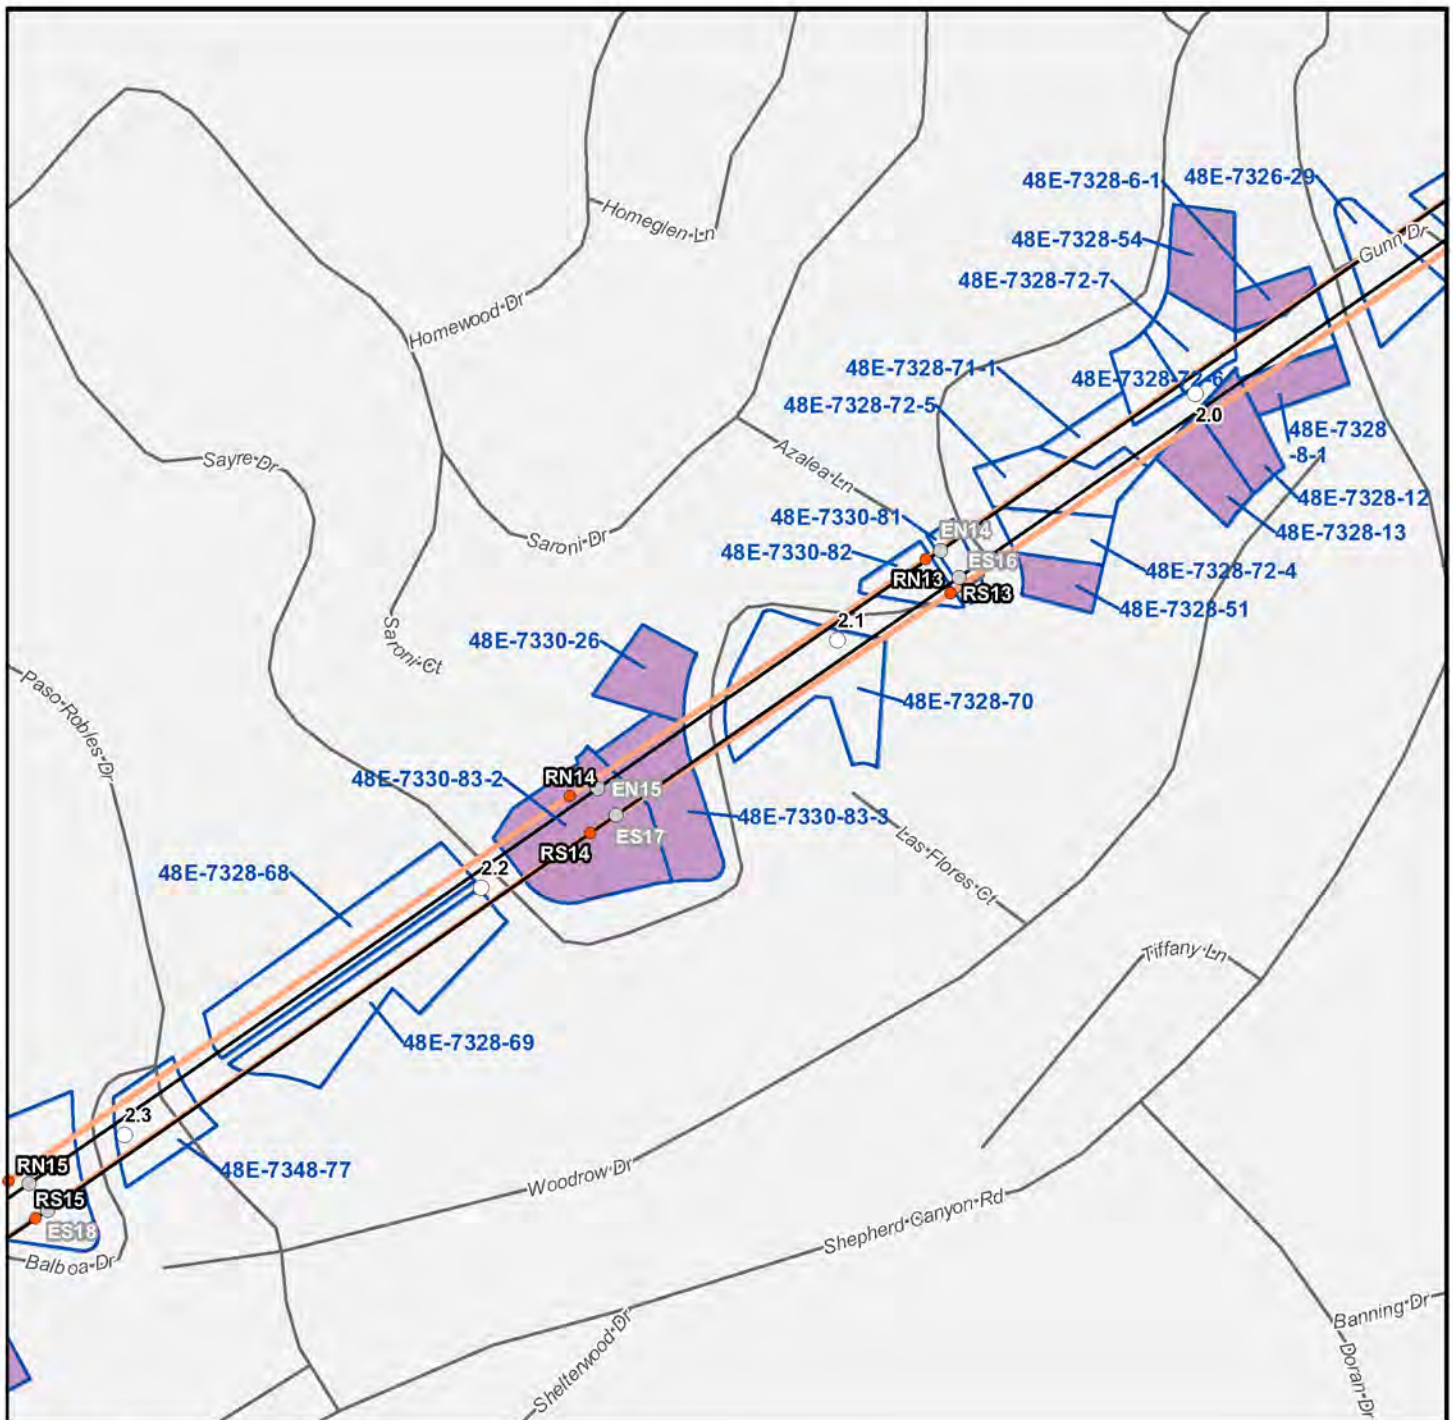 48E-7328-6-1
48E-7326-29
Homeglen Ln
48E-7328-54
Gunn Dr
48E-7328-72-7
Homewood Dr
48E-7328-71-1
48E-7328-72-6
48E-7328-72-5
2.0
48E-7328
-8-1
Azalea Ln
Sayre Dr
48E-7328-12
48E-7330-81
EN14
48E-7328-13
Saroni Dr
48E-7330-82
ES16
RN13
48E-7328-72-4
RS13
48E-7328-51
2.1
Saroni Ct
48E-7330-26
48E-7328-70
Paso Robles Dr
48E-7330-83-2
RN14
EN15
48E-7330-83-3
ES17
RS14
Las Flores Ct
2.2
48E-7328-68
Tiffany Ln
48E-7328-69
2.3
RN15
48E-7348-77
Woodrow Dr
RS15
ES18
Shepherd Canyon Rd
Balboa Dr
Banning Dr
Shelterwood Dr
Doran Dr